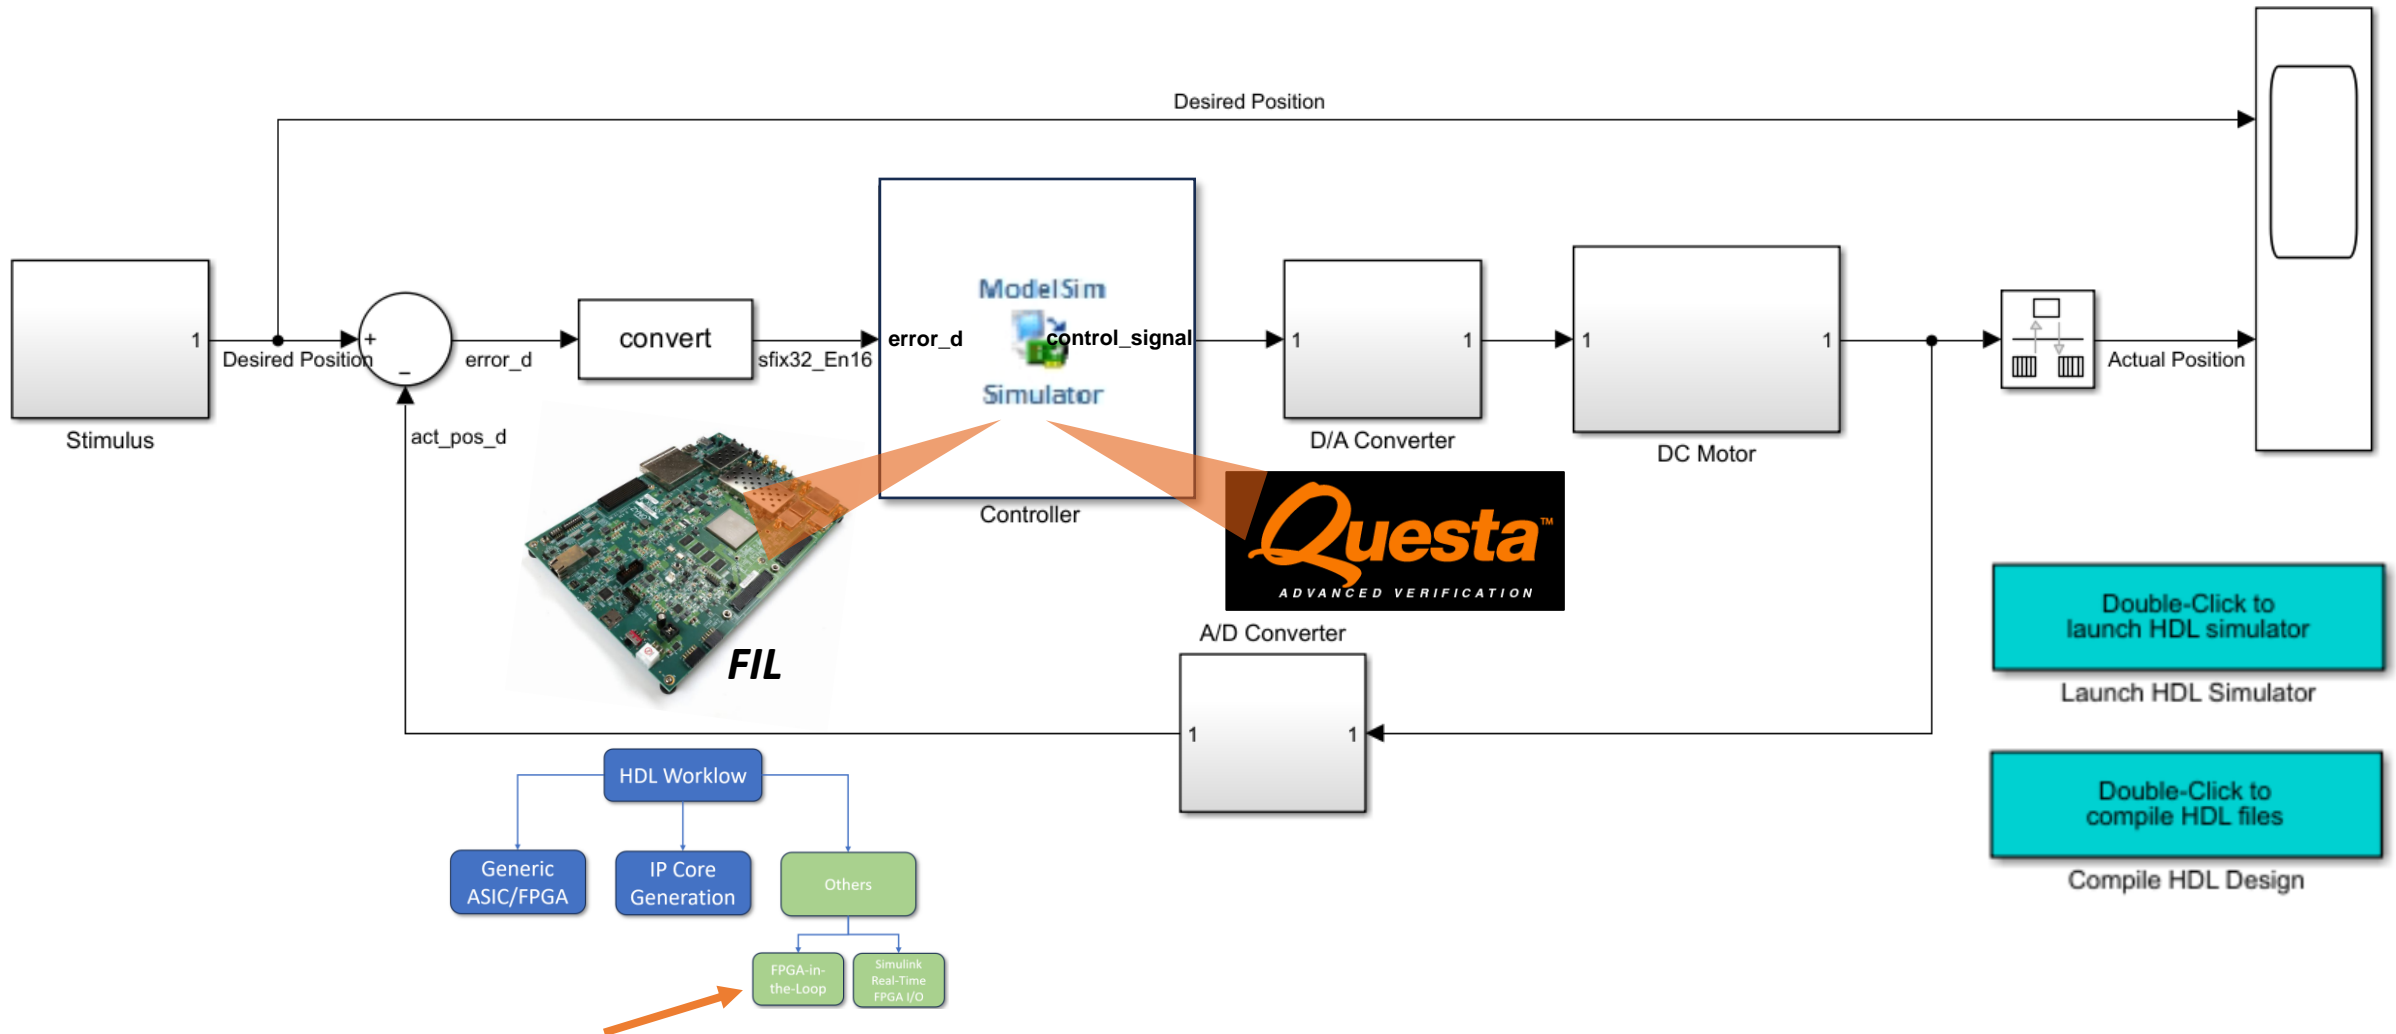 Desired Position
1
Desired Position
+
−
error_d
convert
sfix32_En16
error_d
ModelSim
Simulator
control_signal
Controller
1
1
D/A Converter
1
1
DC Motor
Actual Position
Stimulus
act_pos_d
Questa™
ADVANCED VERIFICATION
FIL
A/D Converter
1
1
Double-Click to
launch HDL simulator
Launch HDL Simulator
Double-Click to
compile HDL files
Compile HDL Design
HDL Worklow
Generic
ASIC/FPGA
IP Core
Generation
Others
FPGA-in-
the-Loop
Simulink
Real-Time
FPGA I/O